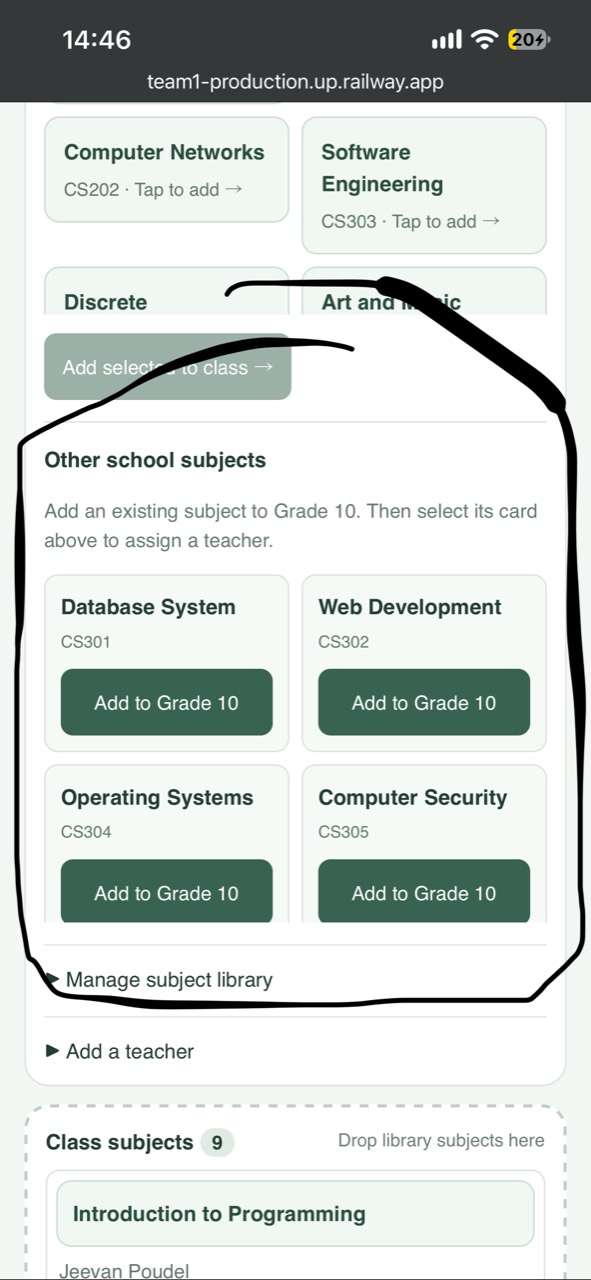 14:46
20
team1-production.up.railway.app
Computer Networks
CS202 · Tap to add →
Software
Engineering
CS303 · Tap to add →
Discrete
Art and Music
Add selected to class →
Other school subjects
Add an existing subject to Grade 10. Then select its card
above to assign a teacher.
Database System
CS301
Add to Grade 10
Web Development
CS302
Add to Grade 10
Operating Systems
CS304
Add to Grade 10
Computer Security
CS305
Add to Grade 10
▶ Manage subject library
▶ Add a teacher
Class subjects 9
Drop library subjects here
Introduction to Programming
Jeevan Poudel